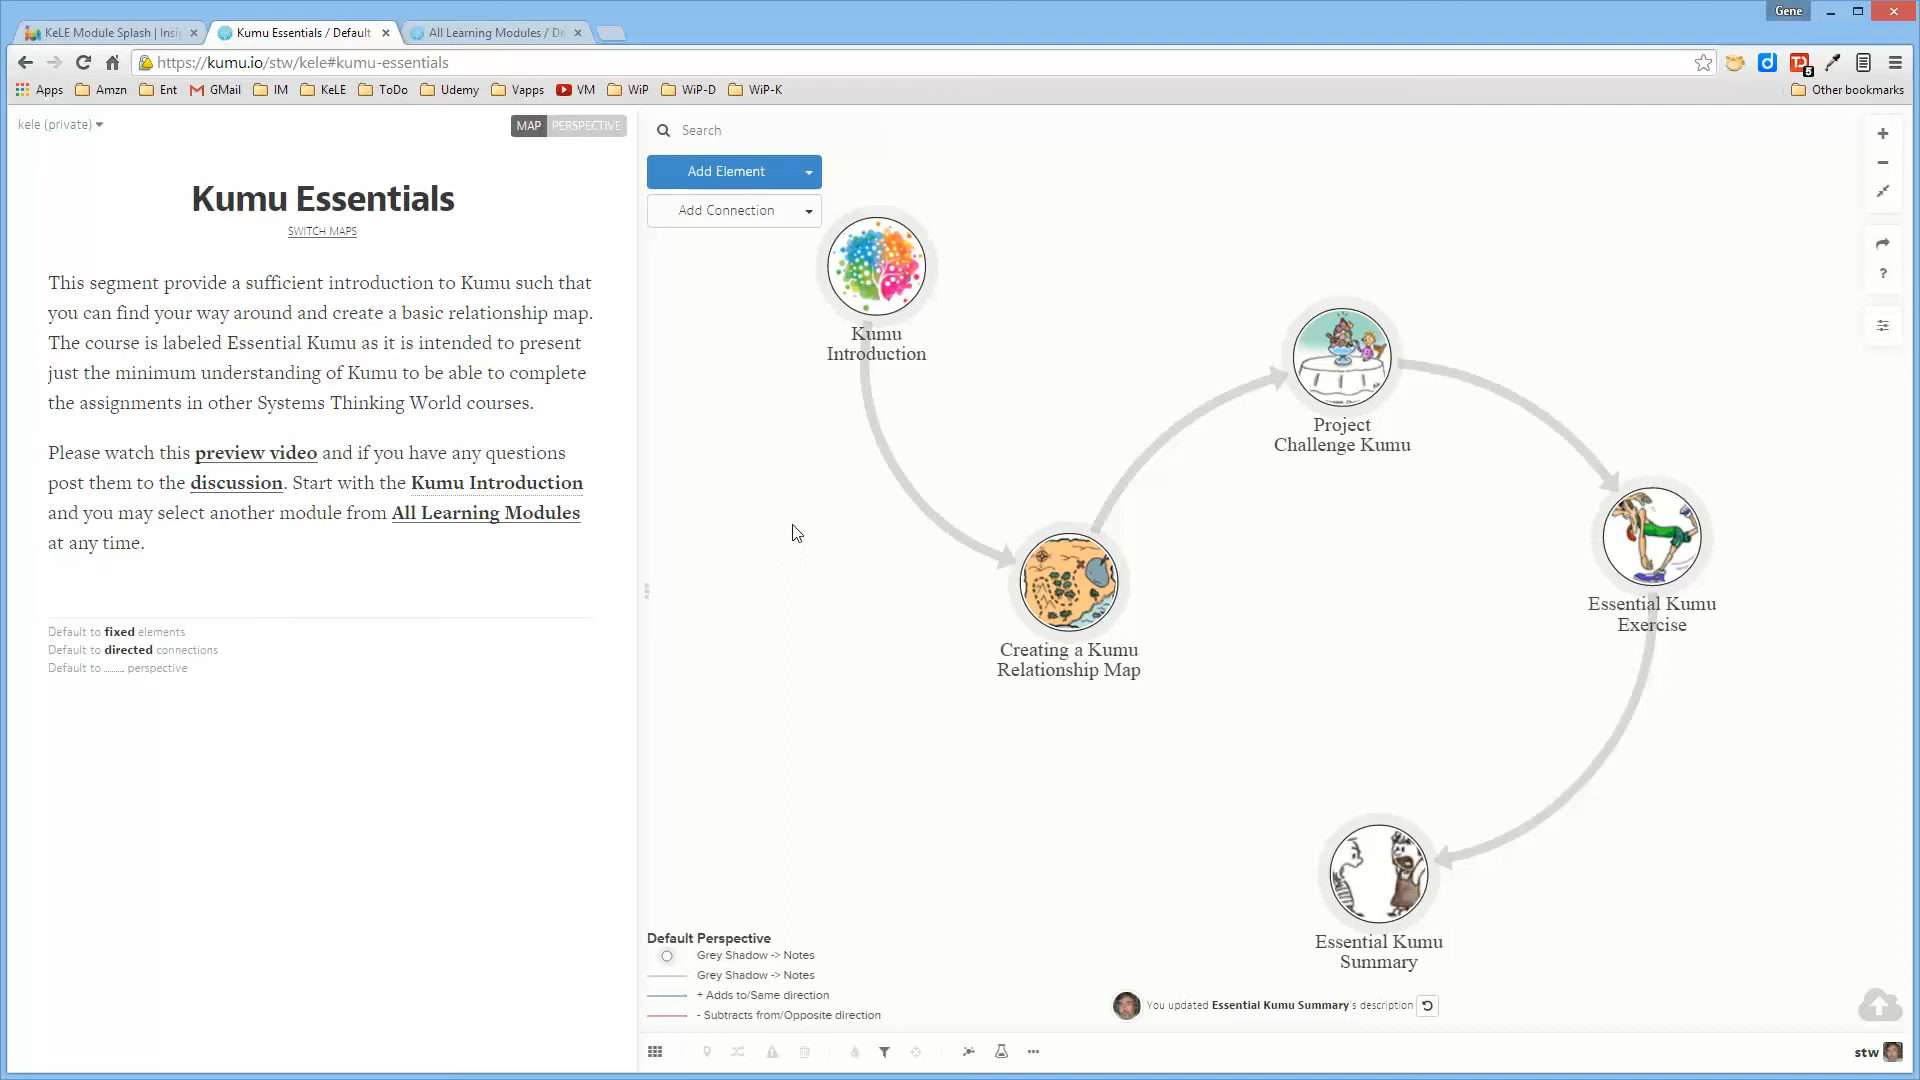 Gene
KeLE Module Splash | Insig
Kumu Essentials / Default
All Learning Modules / De
https://kumu.io/stw/kele#kumu-essentials
Apps
Amzn
Ent
GMail
IM
KeLE
ToDo
Udemy
Vapps
VM
WiP
WiP-D
WiP-K
Other bookmarks
kele (private)
MAP PERSPECTIVE
Kumu Essentials
SWITCH MAPS
This segment provide a sufficient introduction to Kumu such that
you can find your way around and create a basic relationship map.
The course is labeled Essential Kumu as it is intended to present
just the minimum understanding of Kumu to be able to complete
the assignments in other Systems Thinking World courses.
Please watch this preview video and if you have any questions
post them to the discussion. Start with the Kumu Introduction
and you may select another module from All Learning Modules
at any time.
Default to fixed elements
Default to directed connections
Default to ........ perspective
Search
Add Element
Add Connection
Kumu
Introduction
Project
Challenge Kumu
Creating a Kumu
Relationship Map
Essential Kumu
Exercise
Essential Kumu
Summary
Default Perspective
Grey Shadow -> Notes
Grey Shadow -> Notes
+ Adds to/Same direction
- Subtracts from/Opposite direction
You updated Essential Kumu Summary's description
stw